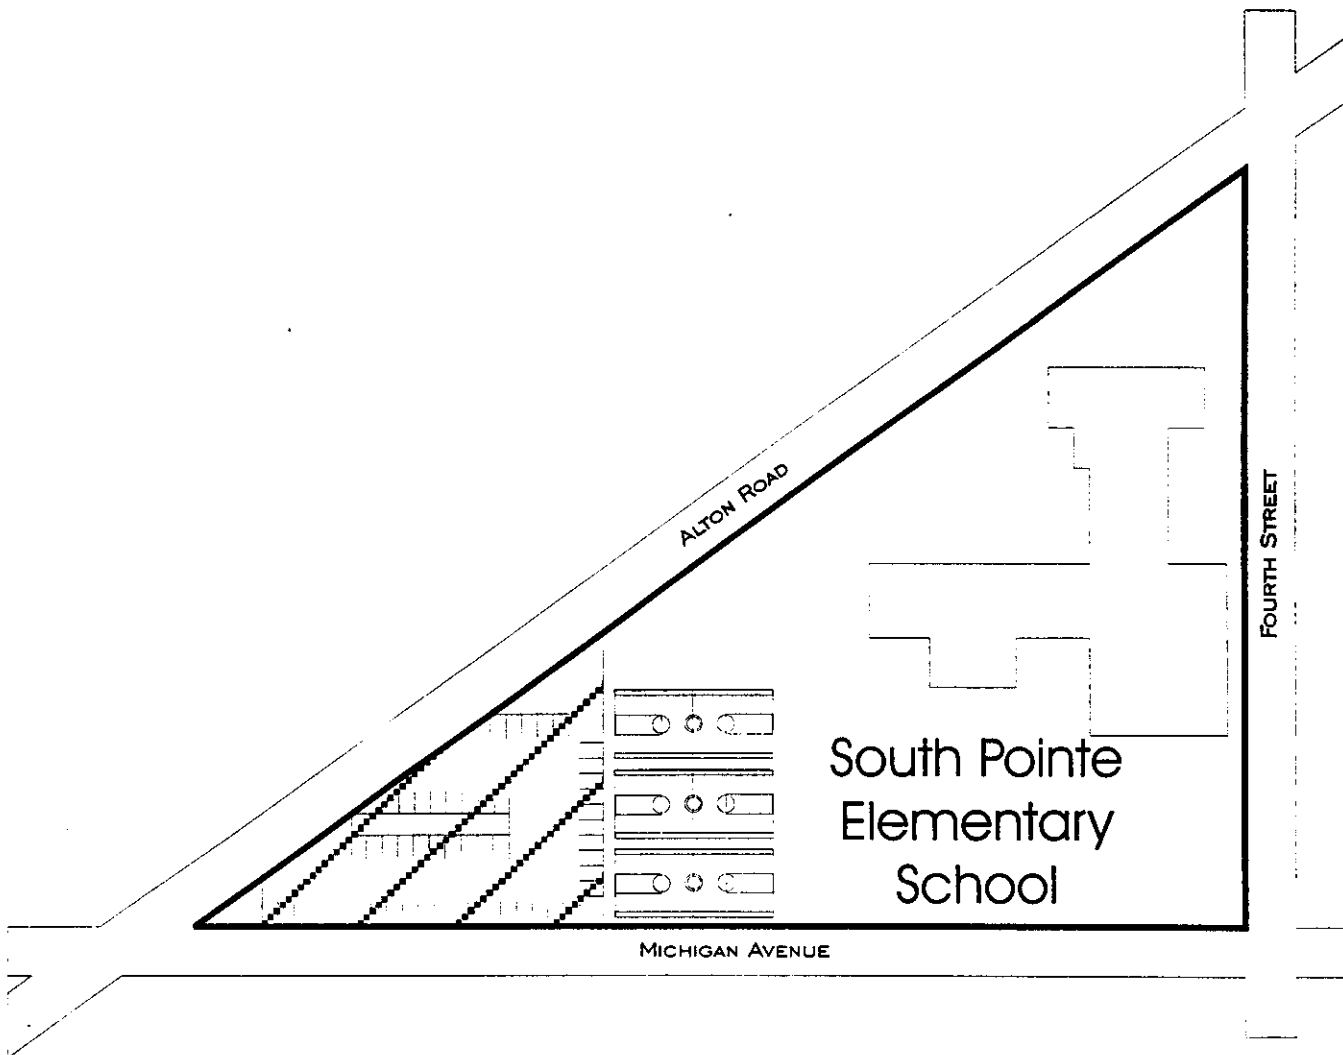 ALTON ROAD
FOURTH STREET
South Pointe
Elementary
School
MICHIGAN AVENUE